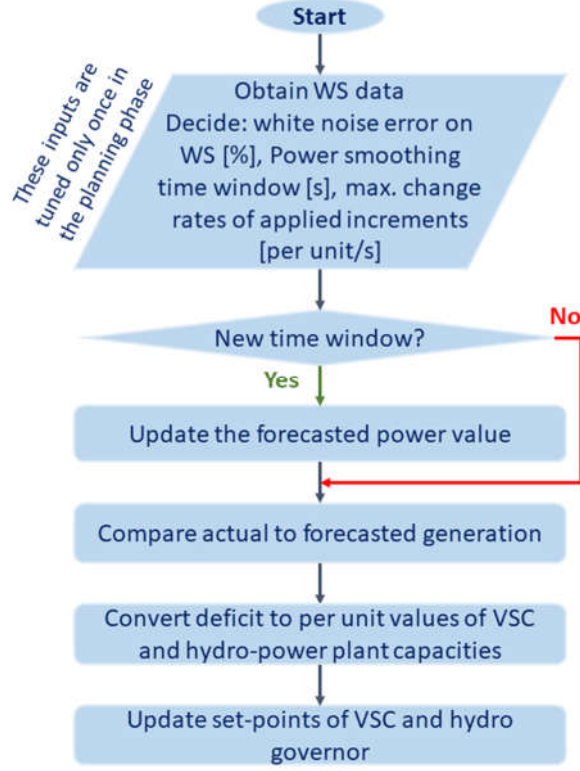 Start
These inputs are
tuned only once in
the planning phase
Obtain WS data
Decide: white noise error on
WS [%], Power smoothing
time window [s], max. change
rates of applied increments
[per unit/s]
New time window?
No
Yes
Update the forecasted power value
Compare actual to forecasted generation
Convert deficit to per unit values of VSC
and hydro-power plant capacities
Update set-points of VSC and hydro
governor